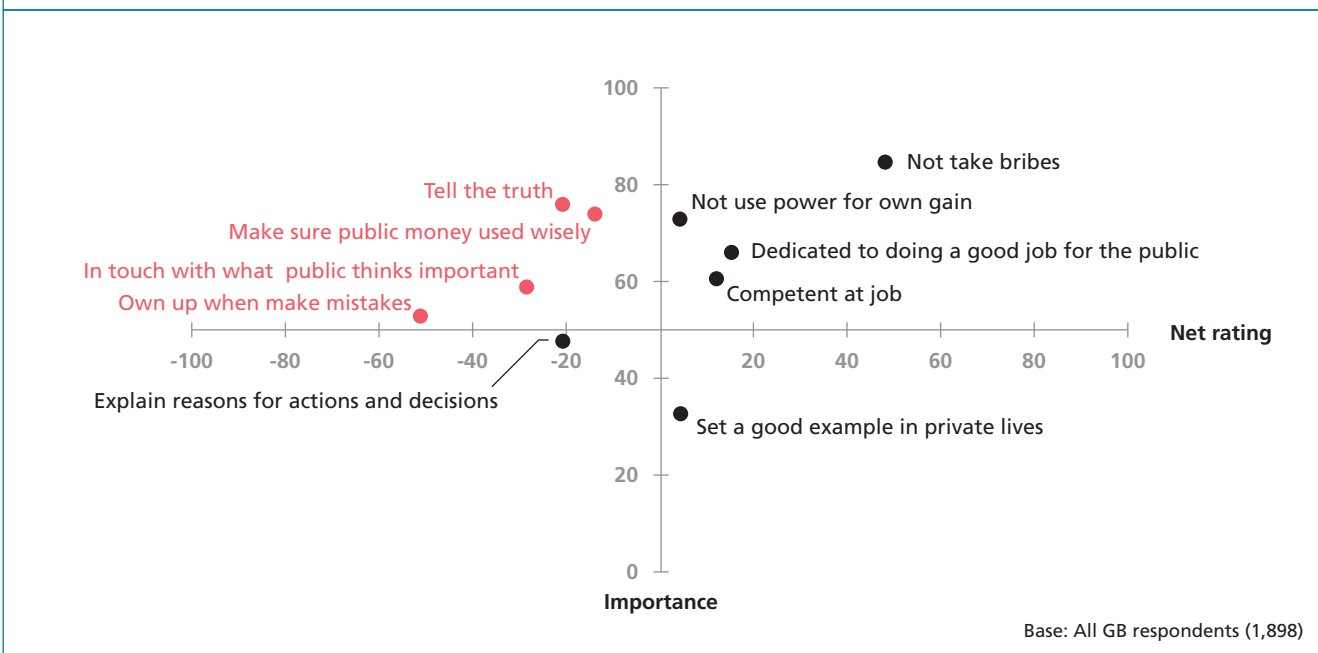 100
Not take bribes
Tell the truth
80
Not use power for own gain
Make sure public money used wisely
Dedicated to doing a good job for the public
In touch with what  public thinks important
60
Competent at job
Own up when make mistakes
Net rating
-100 -80 -60 -40 -20 20 40 60 80 100
40
Explain reasons for actions and decisions
Set a good example in private lives
20
0
Importance
Base: All GB respondents (1,898)